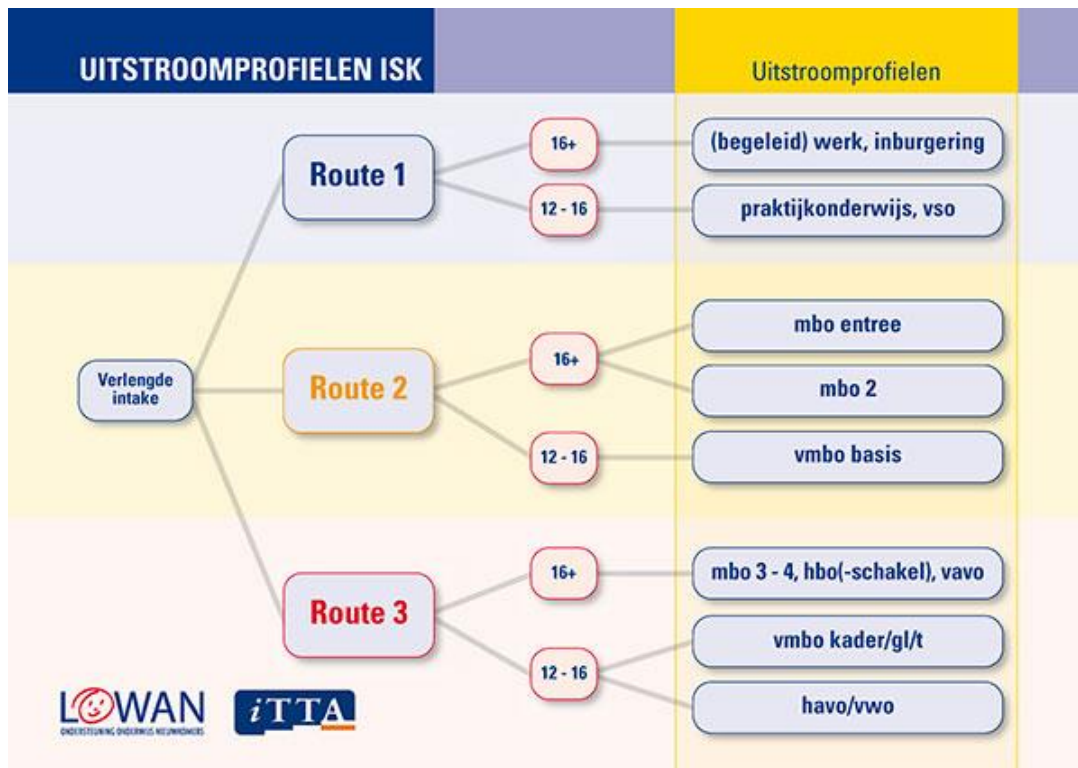 UITSTROOMPROFIELEN ISK
Uitstroomprofielen
Verlengde
intake
Route 1
16+
(begeleid) werk, inburgering
12 - 16
praktijkonderwijs, vso
Route 2
16+
mbo entree
mbo 2
12 - 16
vmbo basis
Route 3
16+
mbo 3 - 4, hbo(-schakel), vavo
12 - 16
vmbo kader/gl/t
havo/vwo
LOWAN
ONDERSTEUNING ONDERWIJS NIEUWKOMERS
iTTA